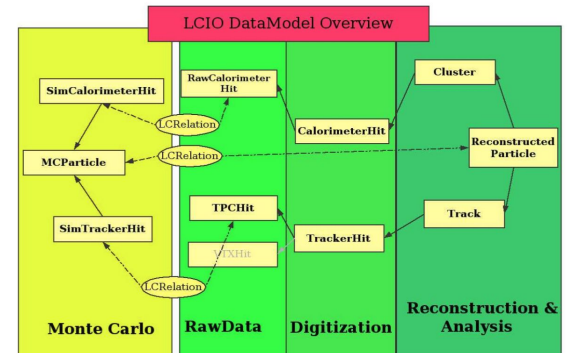 LCIO DataModel Overview
SimCalorimeterHit
RawCalorimeter
Hit
Cluster
LCRelation
CalorimeterHit
MCParticle
LCRelation
Reconstructed
Particle
SimTrackerHit
TPCHit
Track
VTXHit
TrackerHit
LCRelation
Monte Carlo
RawData
Digitization
Reconstruction &
Analysis